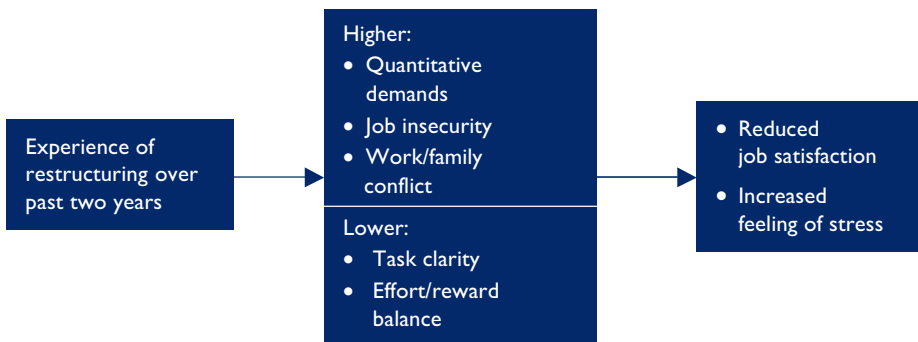 Experience of
restructuring over
past two years
Higher:
• Quantitative
demands
• Job insecurity
• Work/family
conflict
Lower:
• Task clarity
• Effort/reward
balance
• Reduced
job satisfaction
• Increased
feeling of stress